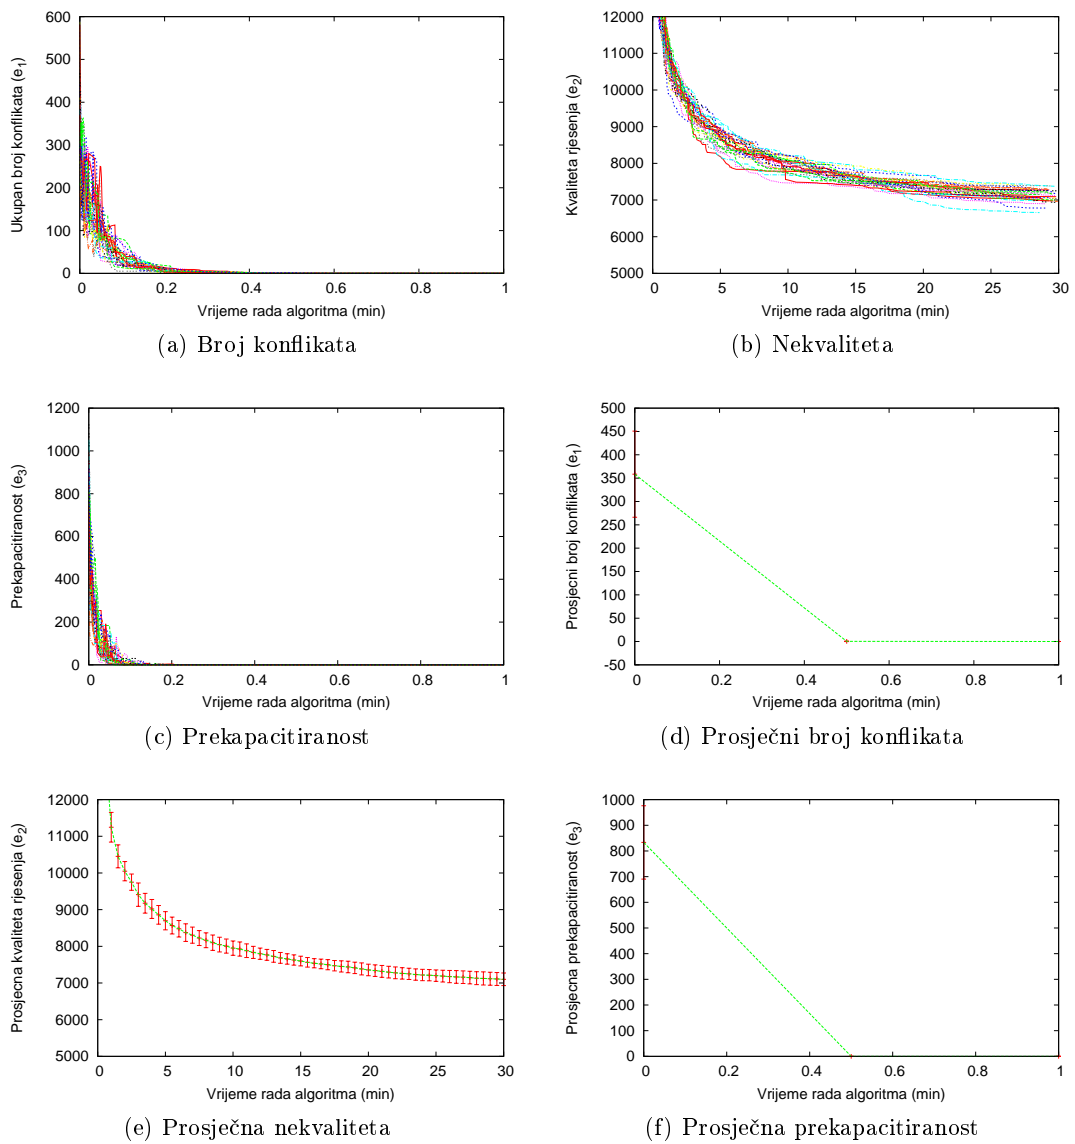 600
500
400
300
200
100
0
0 0.2 0.4 0.6 0.8 1
Ukupan broj konflikata (e1)
Vrijeme rada algoritma (min)
(a) Broj konflikata
12000
11000
10000
9000
8000
7000
6000
5000
0 5 10 15 20 25 30
Kvaliteta rjesenja (e2)
Vrijeme rada algoritma (min)
(b) Nekvaliteta
1200
1000
800
600
400
200
0
0 0.2 0.4 0.6 0.8 1
Prekapacitiranost (e3)
Vrijeme rada algoritma (min)
(c) Prekapacitiranost
500
450
400
350
300
250
200
150
100
50
0
-50
0 0.2 0.4 0.6 0.8 1
Prosjecni broj konflikata (e1)
Vrijeme rada algoritma (min)
(d) Prosječni broj konflikata
12000
11000
10000
9000
8000
7000
6000
5000
0 5 10 15 20 25 30
Prosjecna kvaliteta rjesenja (e2)
Vrijeme rada algoritma (min)
(e) Prosječna nekvaliteta
1000
900
800
700
600
500
400
300
200
100
0
0 0.2 0.4 0.6 0.8 1
Prosjecna prekapacitiranost (e3)
Vrijeme rada algoritma (min)
(f) Prosječna prekapacitiranost